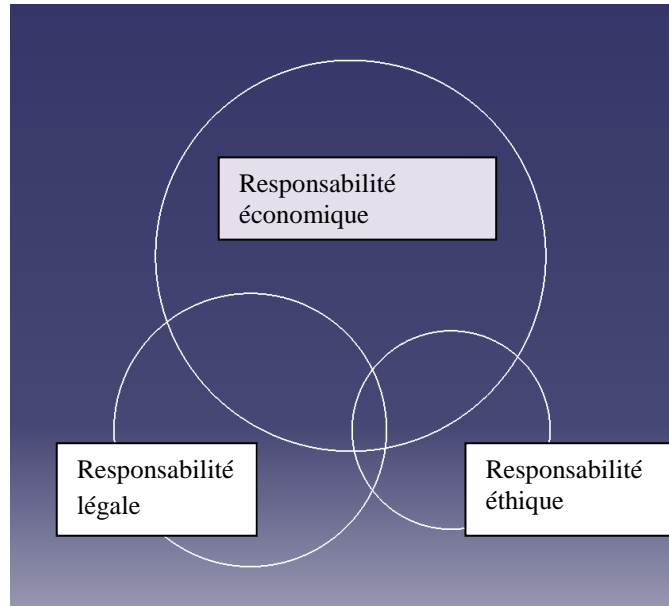 Responsabilité
économique
Responsabilité
légale
Responsabilité
éthique